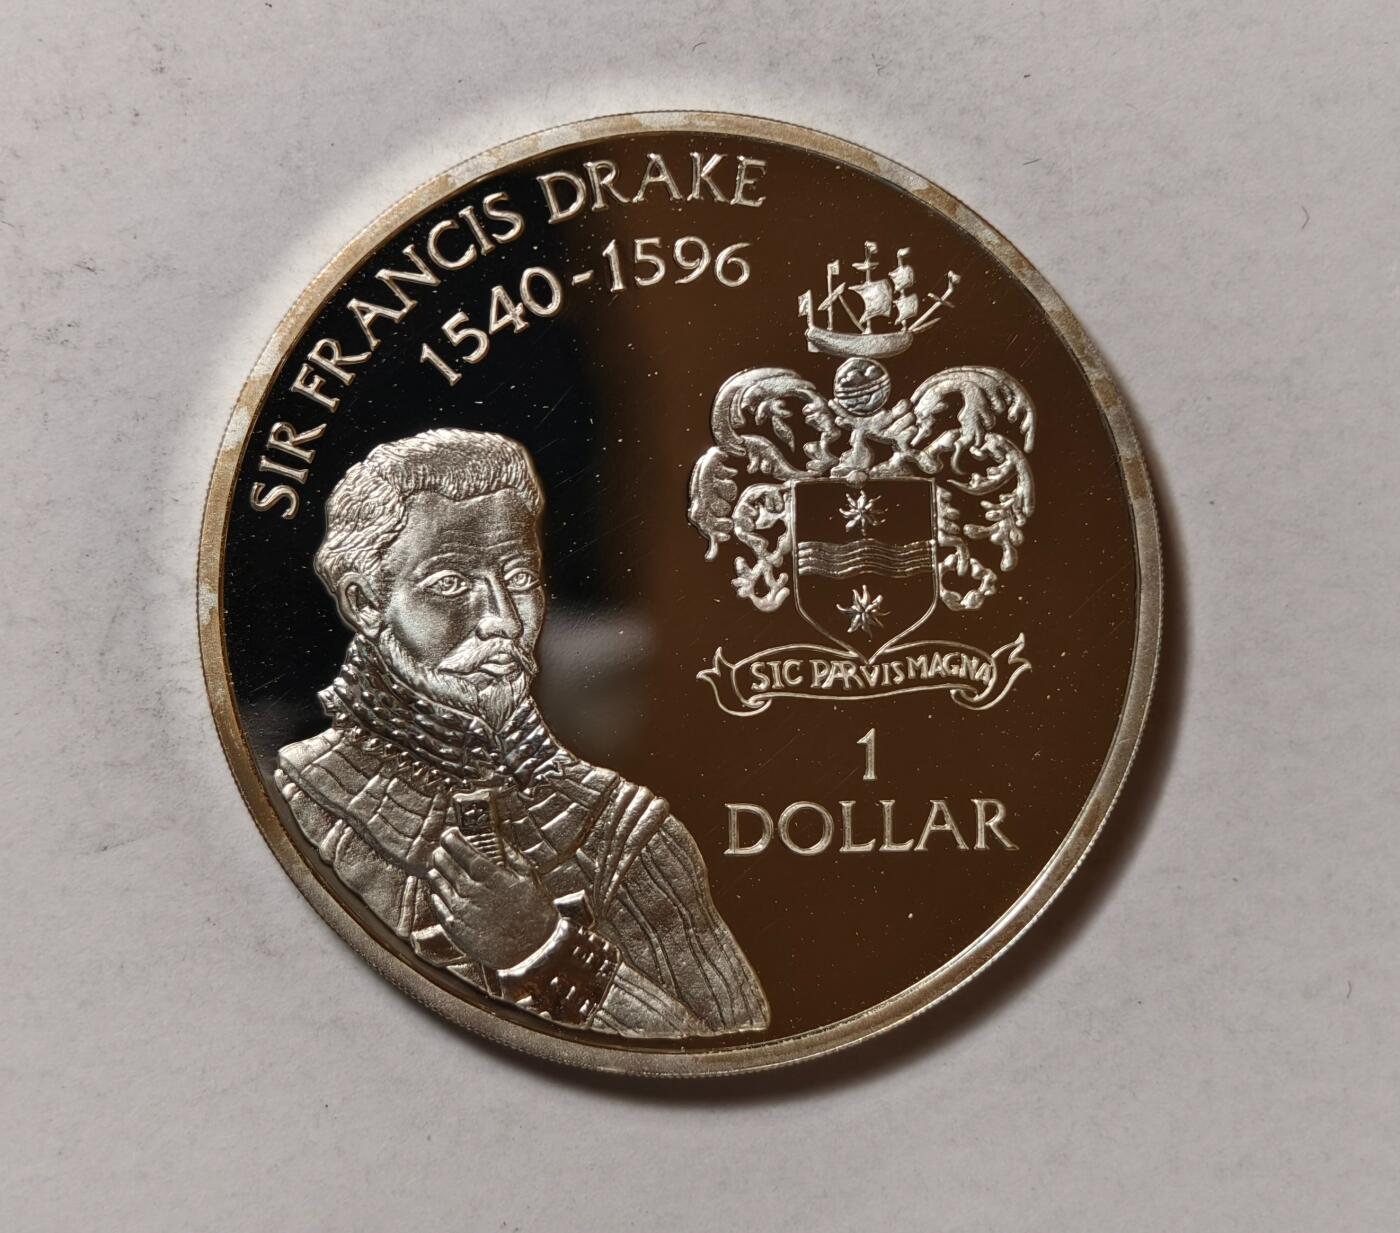 SIR FRANCIS DRAKE
1540-1596
SIC PARVIS MAGNA
1
DOLLAR